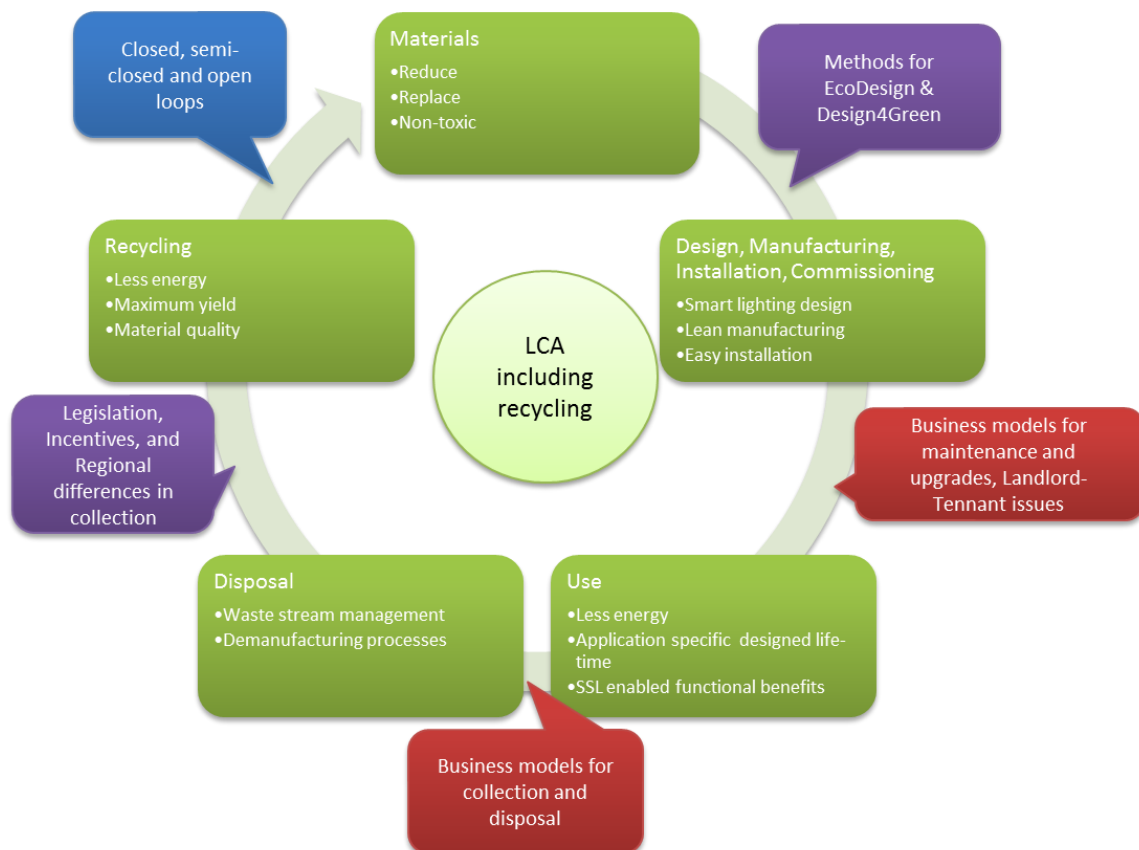 Closed, semi-
closed and open
loops
Materials
•Reduce
•Replace
•Non-toxic
Methods for
EcoDesign &
Design4Green
Recycling
•Less energy
•Maximum yield
•Material quality
Design, Manufacturing,
Installation, Commissioning
•Smart lighting design
•Lean manufacturing
•Easy installation
LCA
including
recycling
Legislation,
Incentives, and
Regional
differences in
collection
Business models for
maintenance and
upgrades, Landlord-
Tennant issues
Disposal
•Waste stream management
•Demanufacturing processes
Use
•Less energy
•Application specific designed life-
time
•SSL enabled functional benefits
Business models for
collection and
disposal